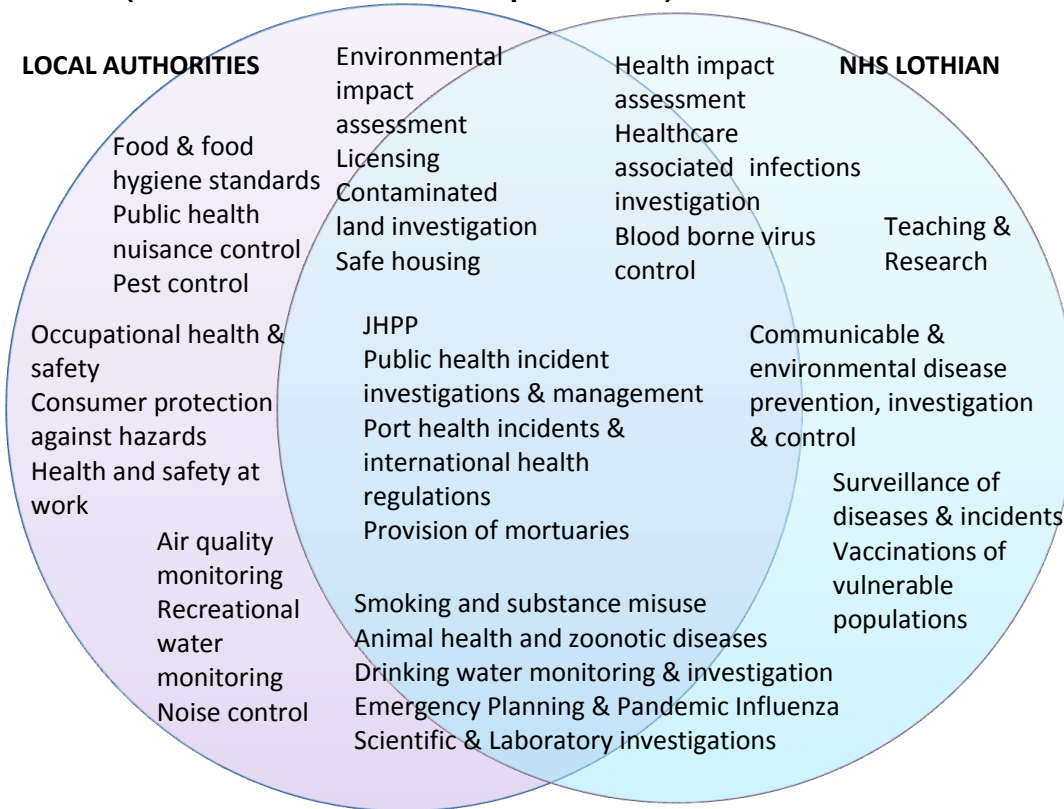 LOCAL AUTHORITIES
Food & food
hygiene standards
Public health
nuisance control
Pest control
Occupational health &
safety
Consumer protection
against hazards
Health and safety at
work
Air quality
monitoring
Recreational
water
monitoring
Noise control
Environmental
impact
assessment
Licensing
Contaminated
land investigation
Safe housing
JHPP
Public health incident
investigations & management
Port health incidents &
international health
regulations
Provision of mortuaries
Smoking and substance misuse
Animal health and zoonotic diseases
Drinking water monitoring & investigation
Emergency Planning & Pandemic Influenza
Scientific & Laboratory investigations
Health impact
assessment
Healthcare
associated infections
investigation
Blood borne virus
control
NHS LOTHIAN
Teaching &
Research
Communicable &
environmental disease
prevention, investigation
& control
Surveillance of
diseases & incidents
Vaccinations of
vulnerable
populations